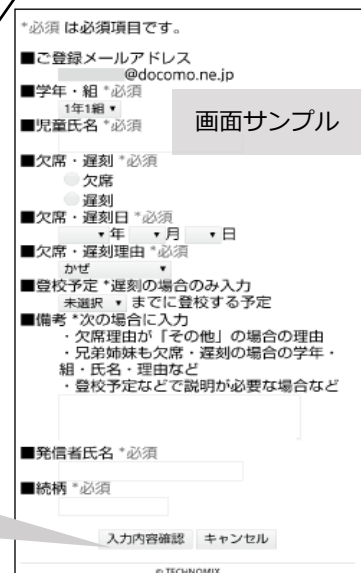 *必須 は必須項目です。
■ご登録メールアドレス
@docomo.ne.jp
■学年・組 *必須
1年1組 ▼
■児童氏名 *必須
画面サンプル
■欠席・遅刻 *必須
欠席
遅刻
■欠席・遅刻日 *必須
▼ 年 ▼ 月 ▼ 日
■欠席・遅刻理由 *必須
かぜ ▼
■登校予定 *遅刻の場合のみ入力
未選択 ▼ までに登校する予定
■備考 *次の場合に入力
・欠席理由が「その他」の場合の理由
・兄弟姉妹も欠席・遅刻の場合の学年・
組・氏名・理由など
・登校予定などで説明が必要な場合など
■発信者氏名 *必須
■続柄 *必須
入力内容確認 キャンセル
© TECHNOMIX